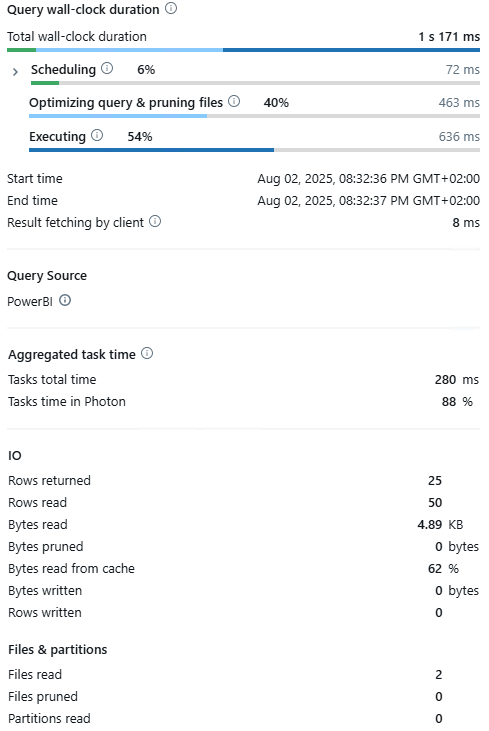 Query wall-clock duration
Total wall-clock duration 1 s 171 ms
Scheduling 6% 72 ms
Optimizing query & pruning files 40% 463 ms
Executing 54% 636 ms
Start time Aug 02, 2025, 08:32:36 PM GMT+02:00
End time Aug 02, 2025, 08:32:37 PM GMT+02:00
Result fetching by client 8 ms
Query Source
PowerBI
Aggregated task time
Tasks total time 280 ms
Tasks time in Photon 88 %
IO
Rows returned 25
Rows read 50
Bytes read 4.89 KB
Bytes pruned 0 bytes
Bytes read from cache 62 %
Bytes written 0 bytes
Rows written 0
Files & partitions
Files read 2
Files pruned 0
Partitions read 0